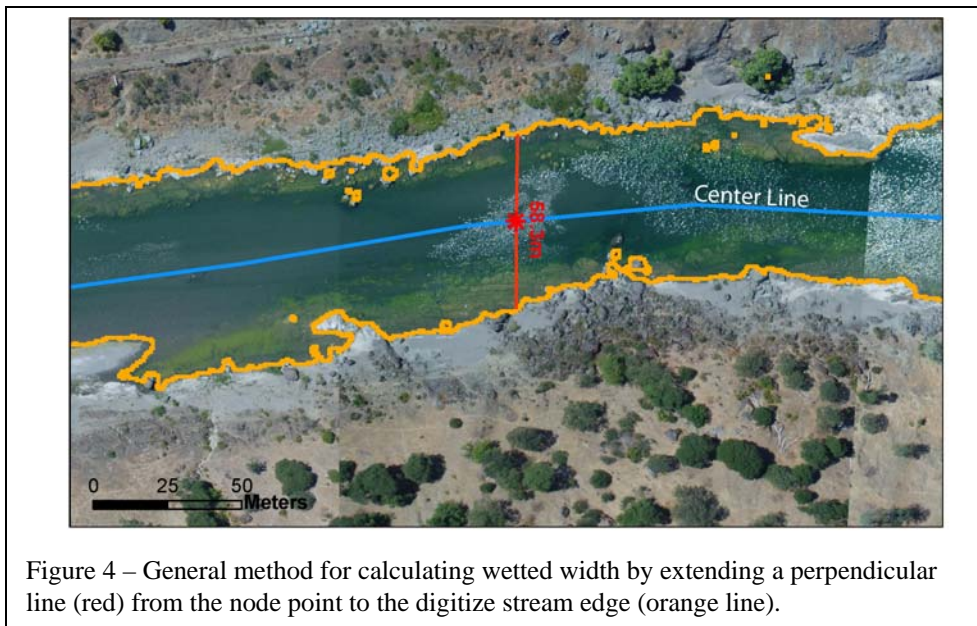 Center Line
58.3m
0 25 50
Meters
Figure 4 – General method for calculating wetted width by extending a perpendicular
line (red) from the node point to the digitize stream edge (orange line).